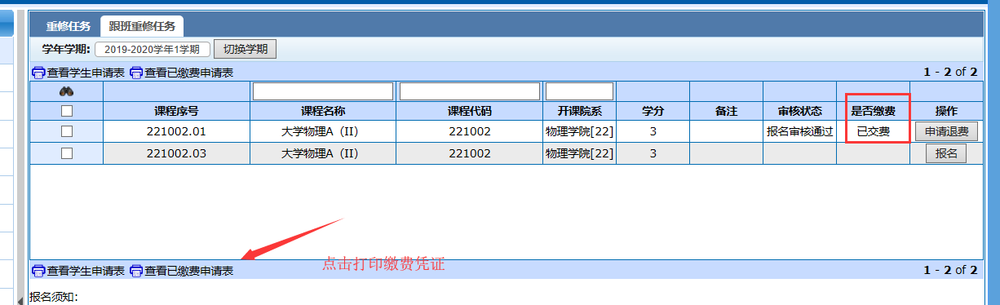 重修任务 跟班重修任务
学年学期: 2019-2020学年1学期 切换学期
查看学生申请表 查看已缴费申请表 1 - 2 of 2
课程序号 课程名称 课程代码 开课院系 学分 备注 审核状态 是否缴费 操作
221002.01 大学物理A（II） 221002 物理学院[22] 3 报名审核通过 已交费 申请退费
221002.03 大学物理A（II） 221002 物理学院[22] 3 报名
点击打印缴费凭证
查看学生申请表 查看已缴费申请表 1 - 2 of 2
报名须知：